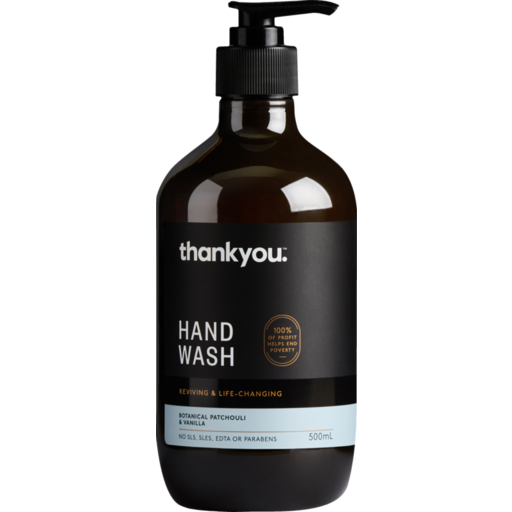 thankyou.™
HAND
WASH
100%
OF PROFIT
HELPS END
POVERTY
REVIVING & LIFE-CHANGING
BOTANICAL PATCHOULI
& VANILLA
NO SLS, SLES, EDTA OR PARABENS
500mL